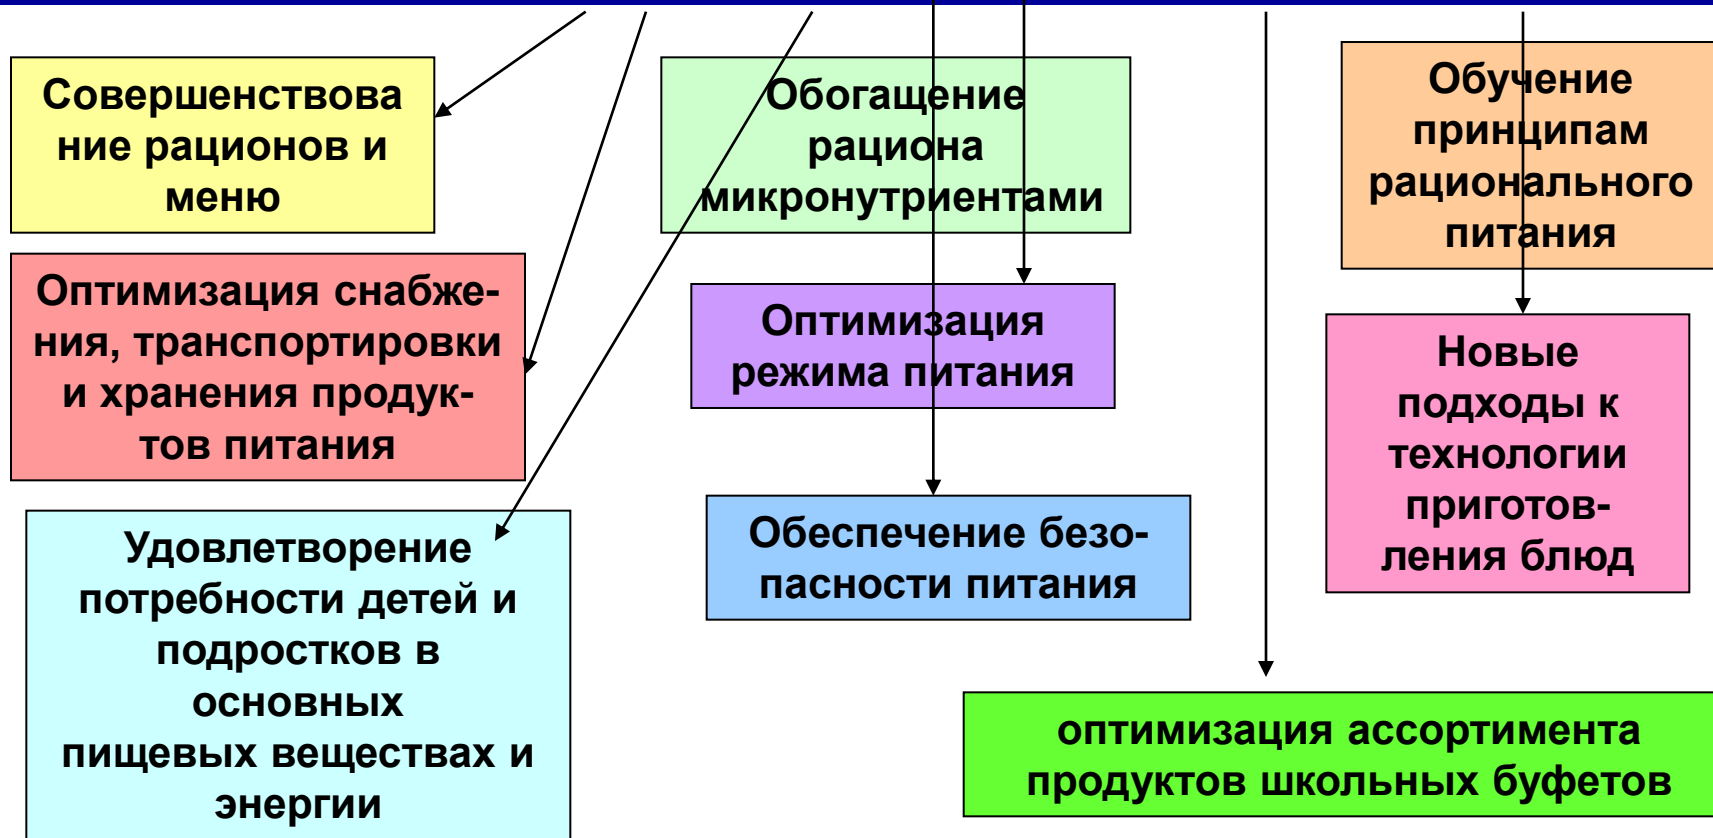 Совершенствова
ние рационов и
меню
Обогащение
рациона
микронутриентами
Обучение
принципам
рационального
питания
Оптимизация снабже-
ния, транспортировки
и хранения продук-
тов питания
Оптимизация
режима питания
Новые
подходы к
технологии
приготов-
ления блюд
Удовлетворение
потребности детей и
подростков в
основных
пищевых веществах и
энергии
Обеспечение безо-
пасности питания
оптимизация ассортимента
продуктов школьных буфетов